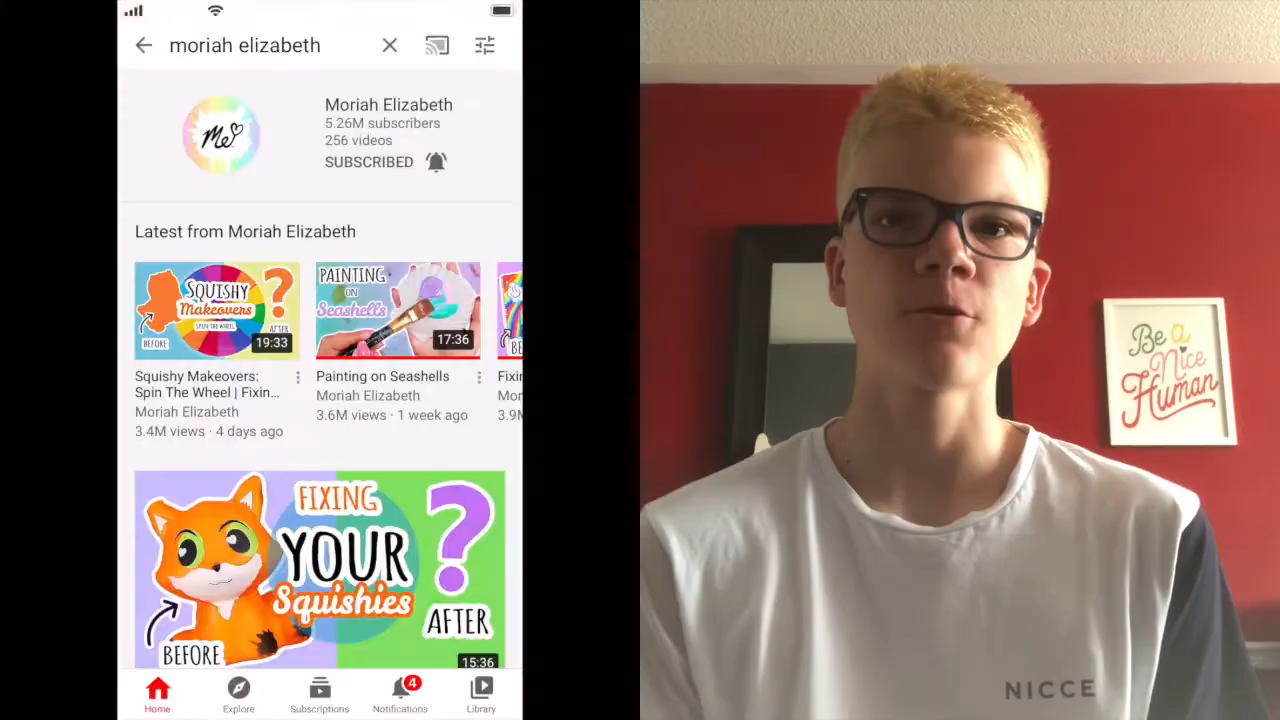 moriah elizabeth
Me
Moriah Elizabeth
5.26M subscribers
256 videos
SUBSCRIBED
Latest from Moriah Elizabeth
SQUISHY
Makeovers
SPIN THE WHEEL
?
BEFORE
AFTER
19:33
PAINTING
ON
Seashells
17:36
BE
Squishy Makeovers:
Spin The Wheel | Fixin...
Moriah Elizabeth
3.4M views · 4 days ago
Painting on Seashells
Moriah Elizabeth
3.6M views · 1 week ago
Fixi
Mor
3.9M
FIXING
YOUR
Squishies
?
BEFORE
AFTER
15:36
Home
Explore
Subscriptions
4
Notifications
Library
Be a
Nice
Human
NICCE